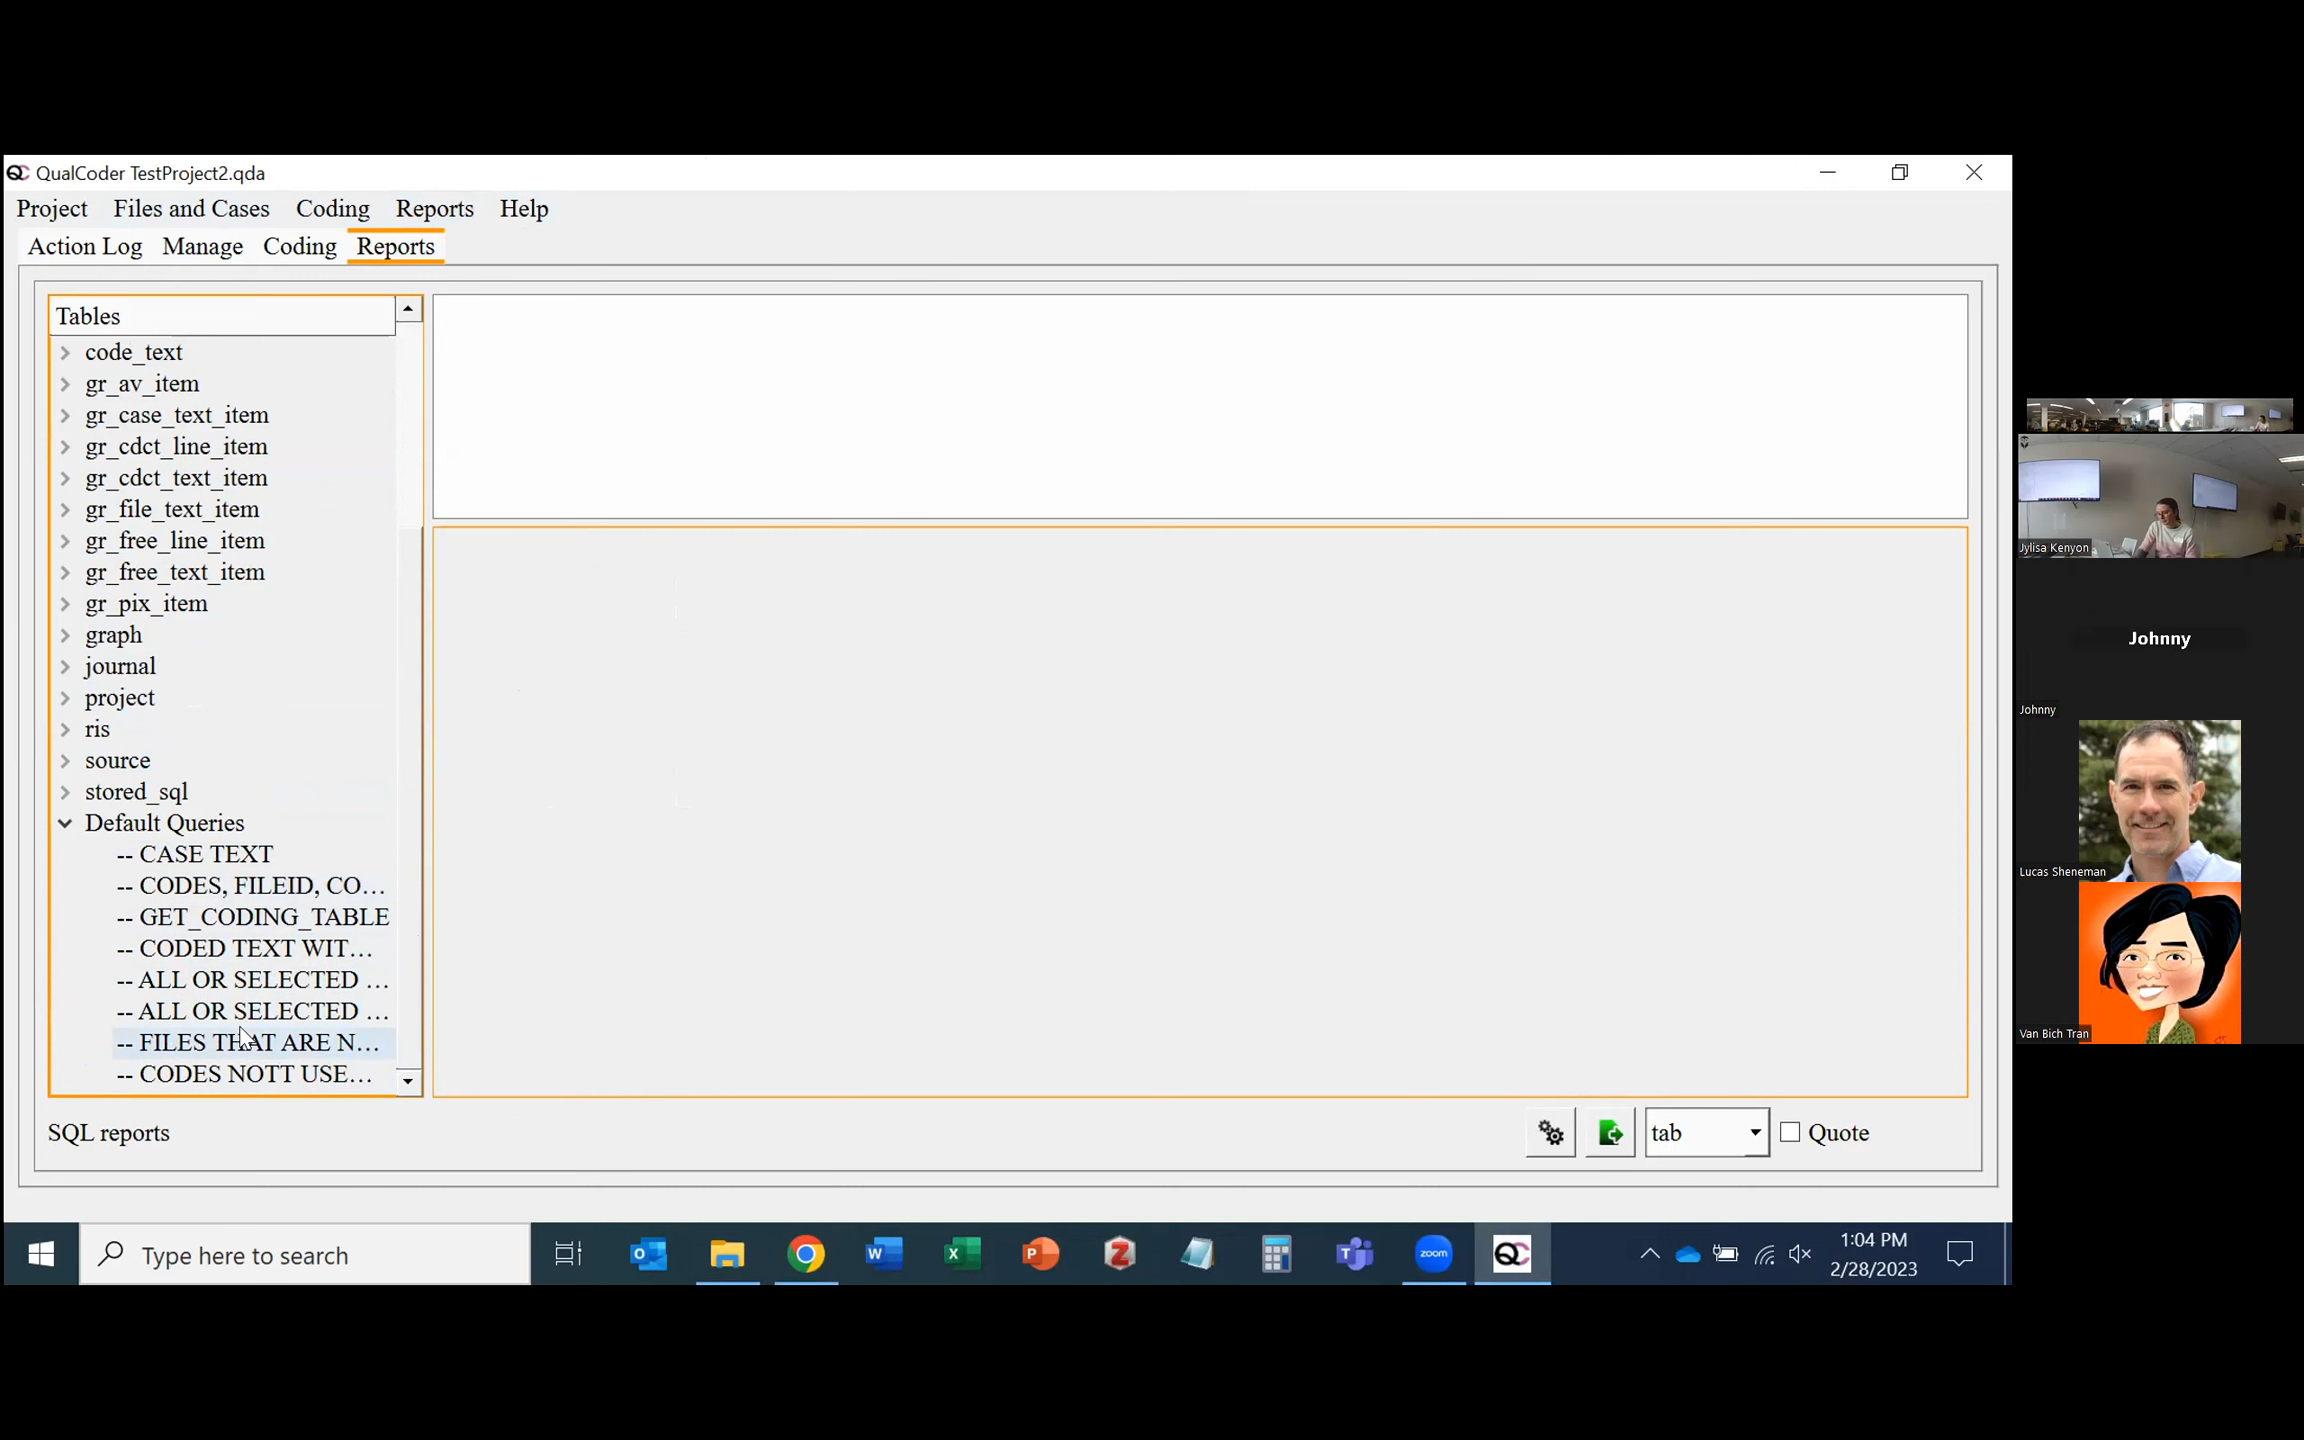 QualCoder TestProject2.qda
Project Files and Cases Coding Reports Help
Action Log Manage Coding Reports
Tables
code_text
gr_av_item
gr_case_text_item
gr_cdct_line_item
gr_cdct_text_item
gr_file_text_item
gr_free_line_item
gr_free_text_item
gr_pix_item
graph
journal
project
ris
source
stored_sql
Default Queries
-- CASE TEXT
-- CODES, FILEID, CO...
-- GET_CODING_TABLE
-- CODED TEXT WIT...
-- ALL OR SELECTED ...
-- ALL OR SELECTED ...
-- FILES THAT ARE N...
-- CODES NOTT USE...
SQL reports
tab
Quote
Type here to search
zoom
1:04 PM
2/28/2023
Jylisa Kenyon
Johnny
Johnny
Lucas Sheneman
Van Bich Tran